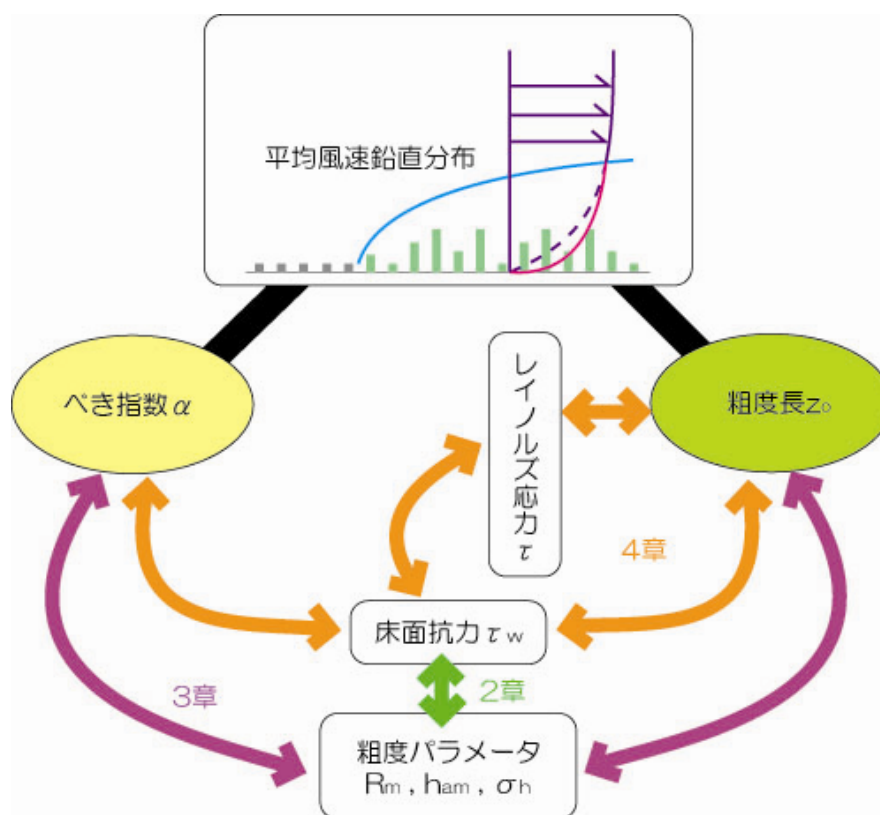 平均風速鉛直分布
べき指数α
レイノルズ応力τ
粗度長z₀
4章
床面抗力τw
3章
2章
粗度パラメータ
Rm , ham , σh